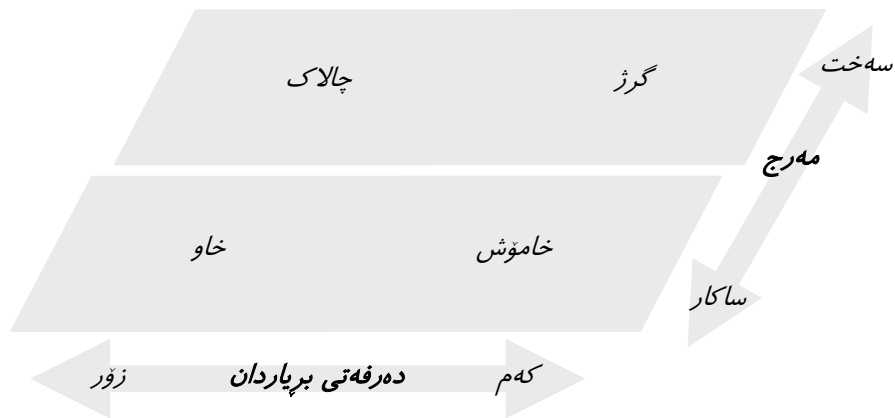 سەخت
گرژ
چالاک
مەرج
خامۆش
خاو
ساکار
کەم
دەرفەتی بڕیاردان
زۆر